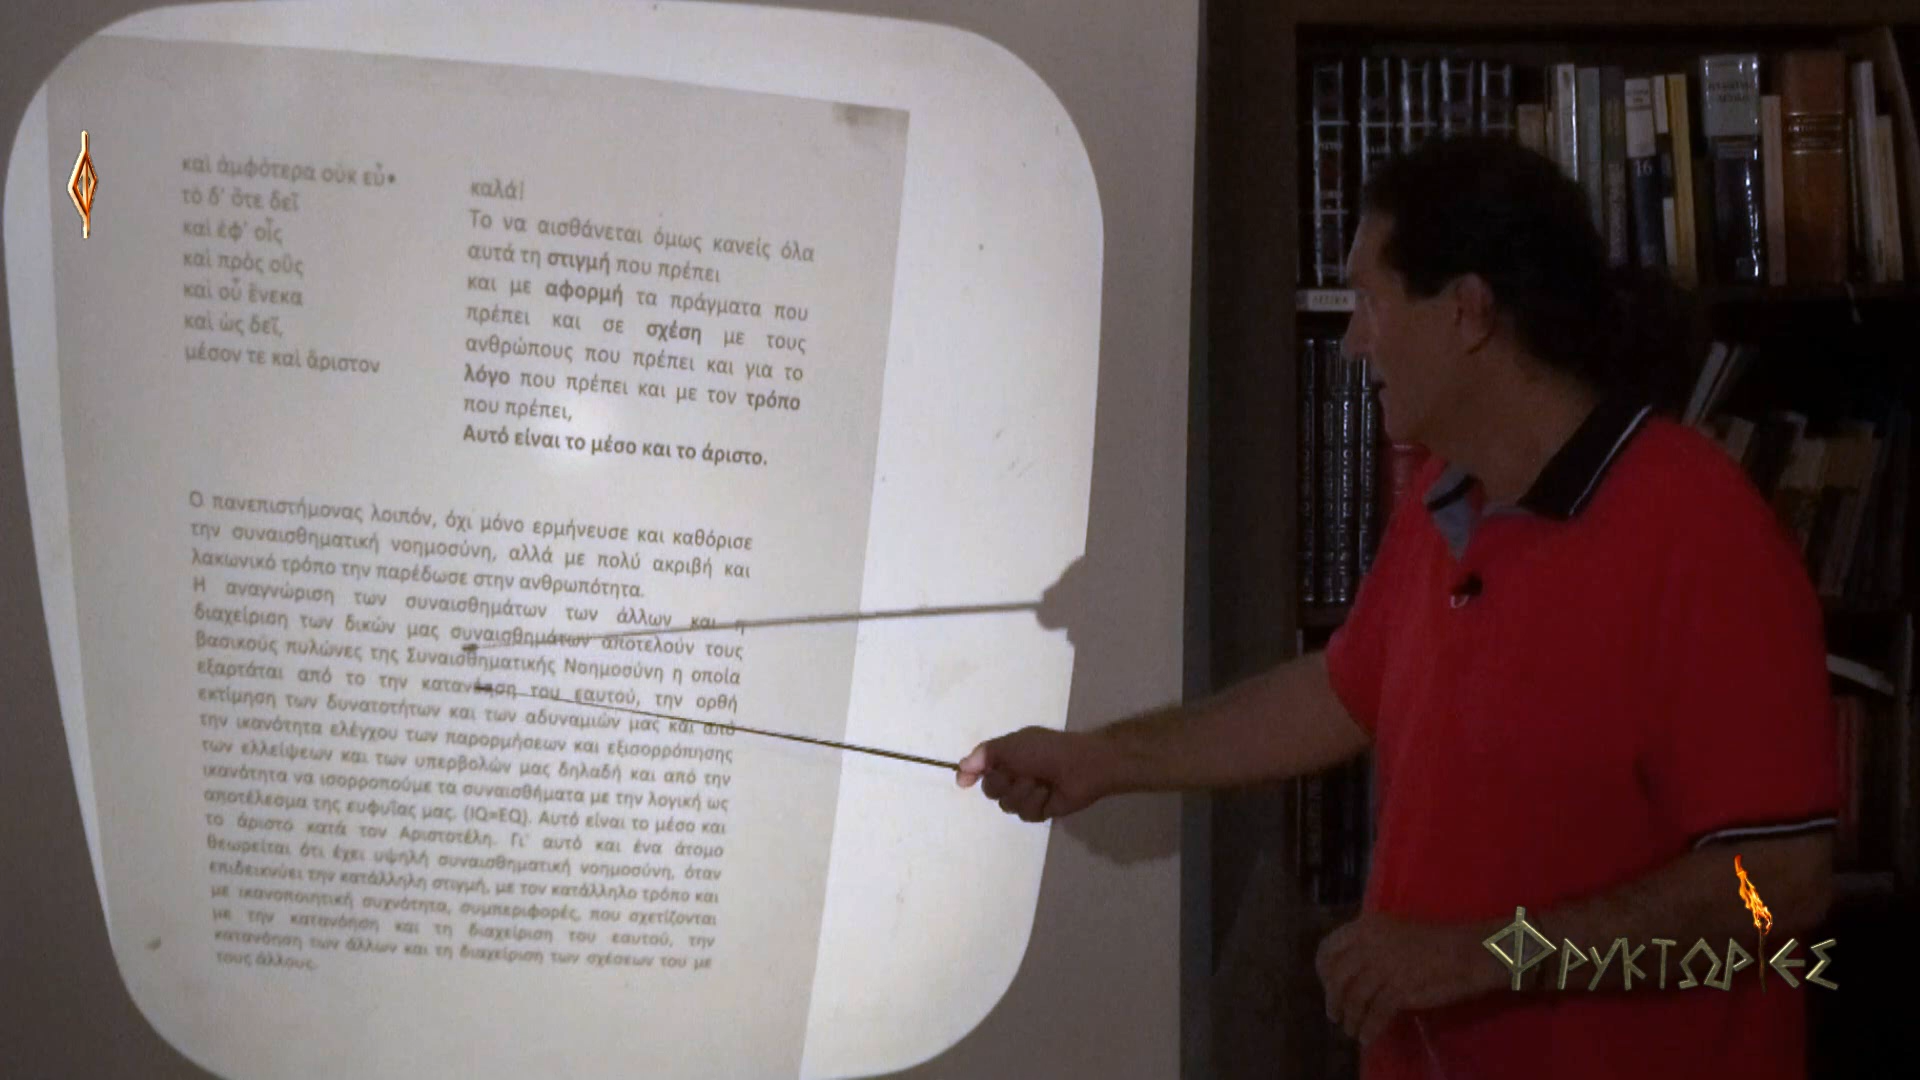 καὶ ἀμφότερα οὐκ εὖ•
τὸ δ' ὅτε δεῖ
καὶ ἐφ' οἷς
καὶ πρὸς οὓς
καὶ οὗ ἕνεκα
καὶ ὡς δεῖ,
μέσον τε καὶ ἄριστον
καλά!
Το να αισθάνεται όμως κανείς όλα
αυτά τη στιγμή που πρέπει
και με αφορμή τα πράγματα που
πρέπει και σε σχέση με τους
ανθρώπους που πρέπει και για το
λόγο που πρέπει και με τον τρόπο
που πρέπει,
Αυτό είναι το μέσο και το άριστο.
Ο πανεπιστήμονας λοιπόν, όχι μόνο ερμήνευσε και καθόρισε
την συναισθηματική νοημοσύνη, αλλά με πολύ ακριβή και
λακωνικό τρόπο την παρέδωσε στην ανθρωπότητα.
Η αναγνώριση των συναισθημάτων των άλλων και η
διαχείριση των δικών μας συναισθημάτων αποτελούν τους
βασικούς πυλώνες της Συναισθηματικής Νοημοσύνη η οποία
εξαρτάται από το την κατανόηση του εαυτού, την ορθή
εκτίμηση των δυνατοτήτων και των αδυναμιών μας και από
την ικανότητα ελέγχου των παρορμήσεων και εξισορρόπησης
των ελλείψεων και των υπερβολών μας δηλαδή και από την
ικανότητα να ισορροπούμε τα συναισθήματα με την λογική ως
αποτέλεσμα της ευφυΐας μας. (IQ=EQ). Αυτό είναι το μέσο και
το άριστο κατά τον Αριστοτέλη. Γι' αυτό και ένα άτομο
θεωρείται ότι έχει υψηλή συναισθηματική νοημοσύνη, όταν
επιδεικνύει την κατάλληλη στιγμή, με τον κατάλληλο τρόπο και
με ικανοποιητική συχνότητα, συμπεριφορές, που σχετίζονται
με την κατανόηση και τη διαχείριση του εαυτού, την
κατανόηση των άλλων και τη διαχείριση των σχέσεων του με
τους άλλους.
16
ΛΕΞΙΚΑ
ΦΡΥΚΤΩΡΙΕΣ